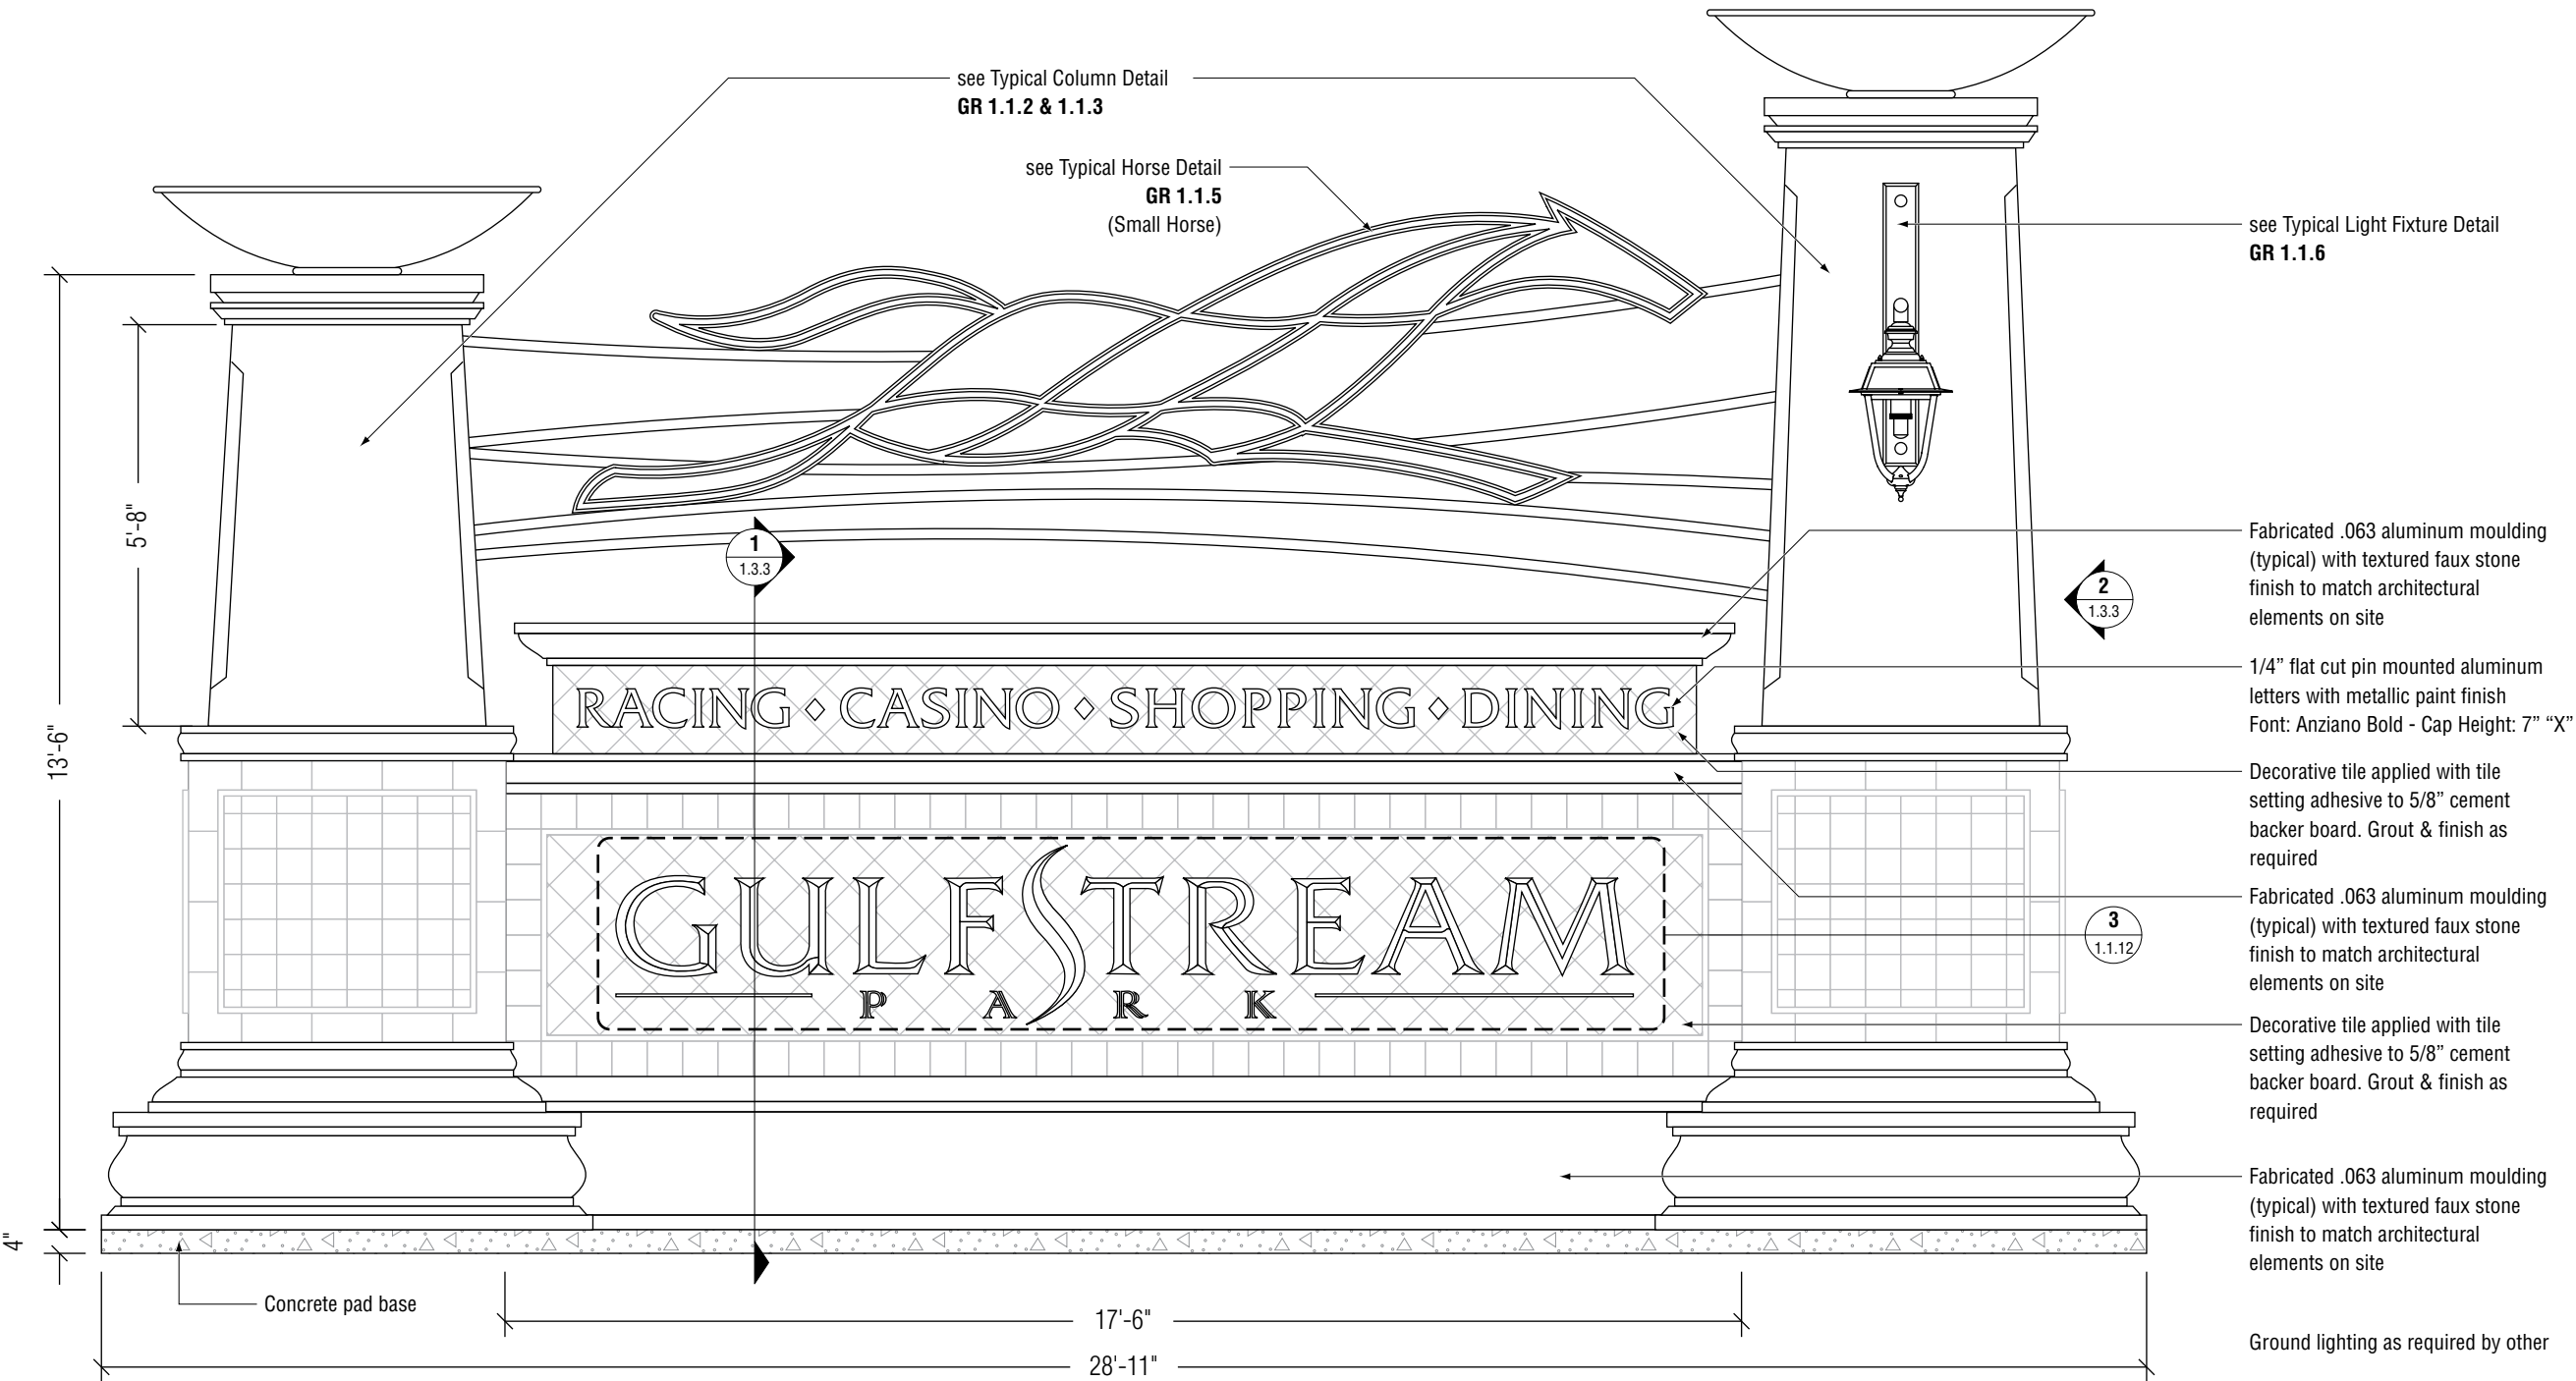 see Typical Column Detail
GR 1.1.2 & 1.1.3
see Typical Horse Detail
GR 1.1.5
(Small Horse)
see Typical Light Fixture Detail
GR 1.1.6
13'-6"
5'-8"
4"
1
1.3.3
2
1.3.3
Fabricated .063 aluminum moulding
(typical) with textured faux stone
finish to match architectural
elements on site
RACING ◇ CASINO ◇ SHOPPING ◇ DINING
1/4” flat cut pin mounted aluminum
letters with metallic paint finish
Font: Anziano Bold - Cap Height: 7” “X”
Decorative tile applied with tile
setting adhesive to 5/8” cement
backer board. Grout & finish as
required
GULFSTREAM
PARK
Fabricated .063 aluminum moulding
(typical) with textured faux stone
finish to match architectural
elements on site
3
1.1.12
Decorative tile applied with tile
setting adhesive to 5/8” cement
backer board. Grout & finish as
required
Fabricated .063 aluminum moulding
(typical) with textured faux stone
finish to match architectural
elements on site
Concrete pad base
17'-6"
28'-11"
Ground lighting as required by other